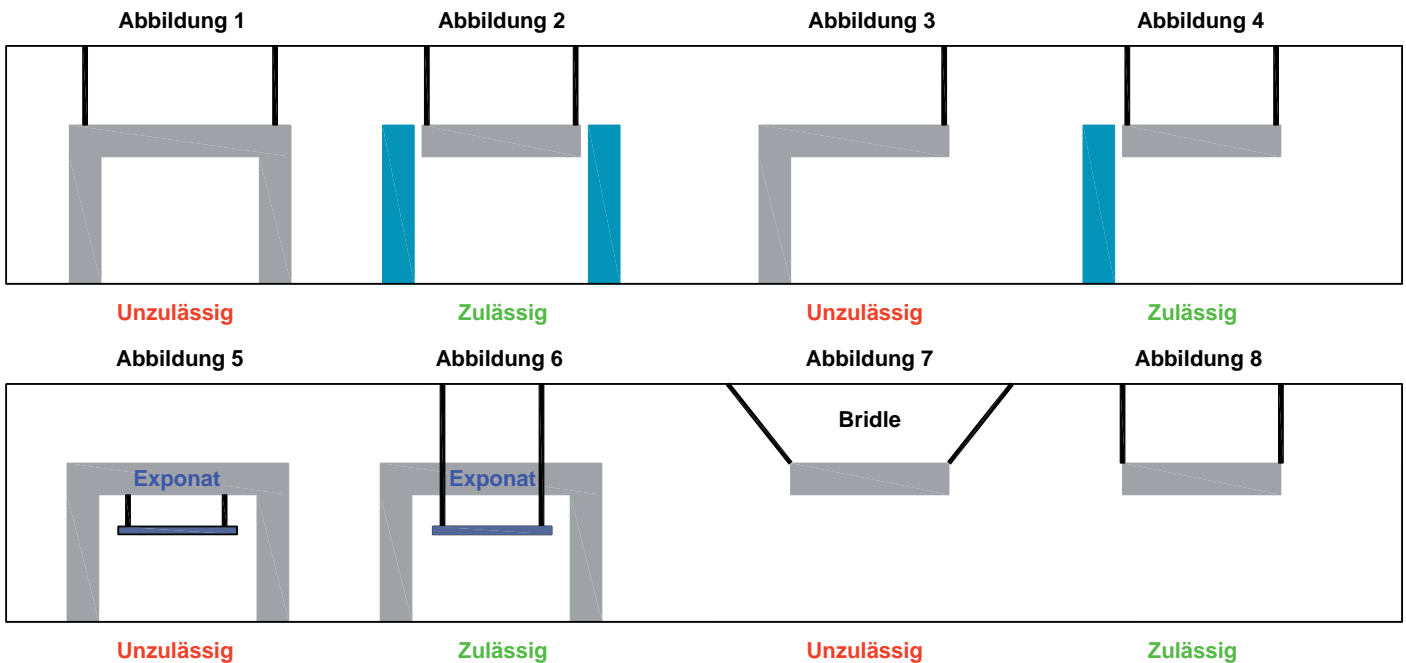 Abbildung 1 Abbildung 2 Abbildung 3 Abbildung 4
Unzulässig Zulässig Unzulässig Zulässig
Abbildung 5 Abbildung 6 Abbildung 7 Abbildung 8
Bridle
Exponat Exponat
Unzulässig Zulässig Unzulässig Zulässig